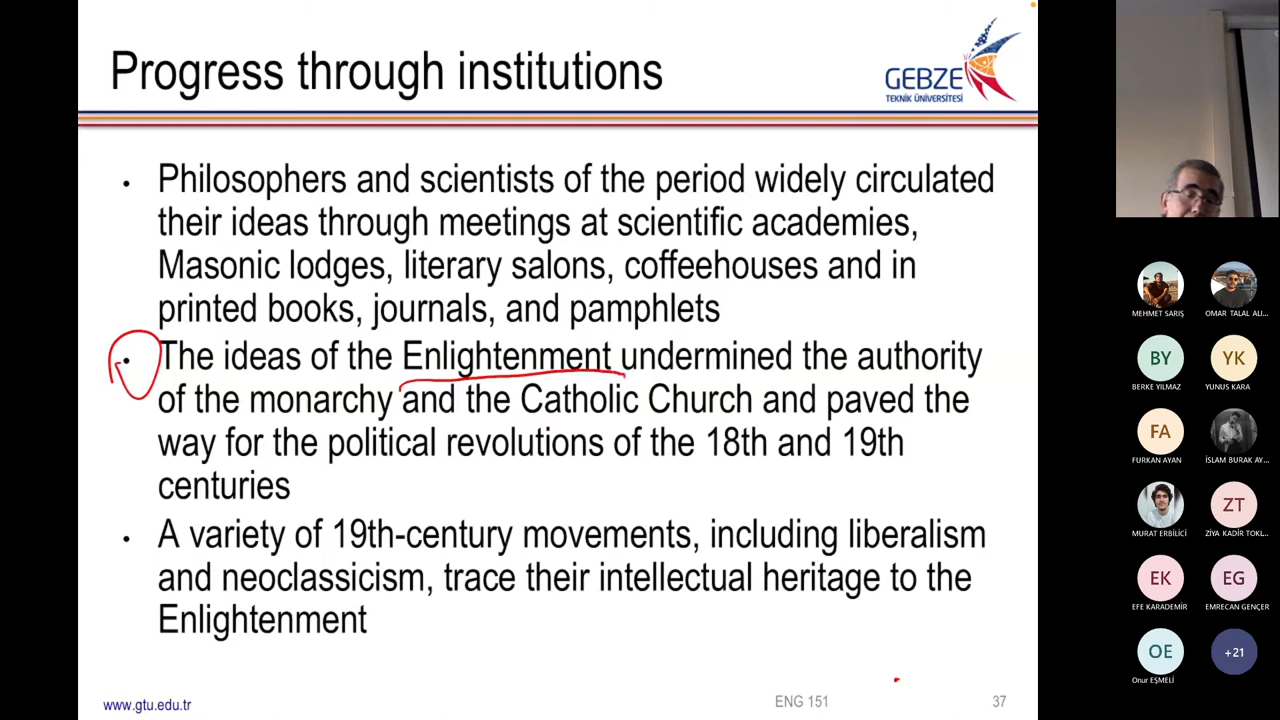 Progress through institutions
GEBZE
TEKNİK ÜNİVERSİTESİ
• Philosophers and scientists of the period widely circulated
their ideas through meetings at scientific academies,
Masonic lodges, literary salons, coffeehouses and in
printed books, journals, and pamphlets
• The ideas of the Enlightenment undermined the authority
of the monarchy and the Catholic Church and paved the
way for the political revolutions of the 18th and 19th
centuries
• A variety of 19th-century movements, including liberalism
and neoclassicism, trace their intellectual heritage to the
Enlightenment
www.gtu.edu.tr
ENG 151
37
MEHMET SARIŞ
OMAR TALAL ALI...
BY
BERKE YILMAZ
YK
YUNUS KARA
FA
FURKAN AYAN
İSLAM BURAK AY...
MURAT ERBİLİCİ
ZT
ZİYA KADİR TOKL...
EK
EFE KARADEMİR
EG
EMRECAN GENÇER
OE
Onur EŞMELİ
+21